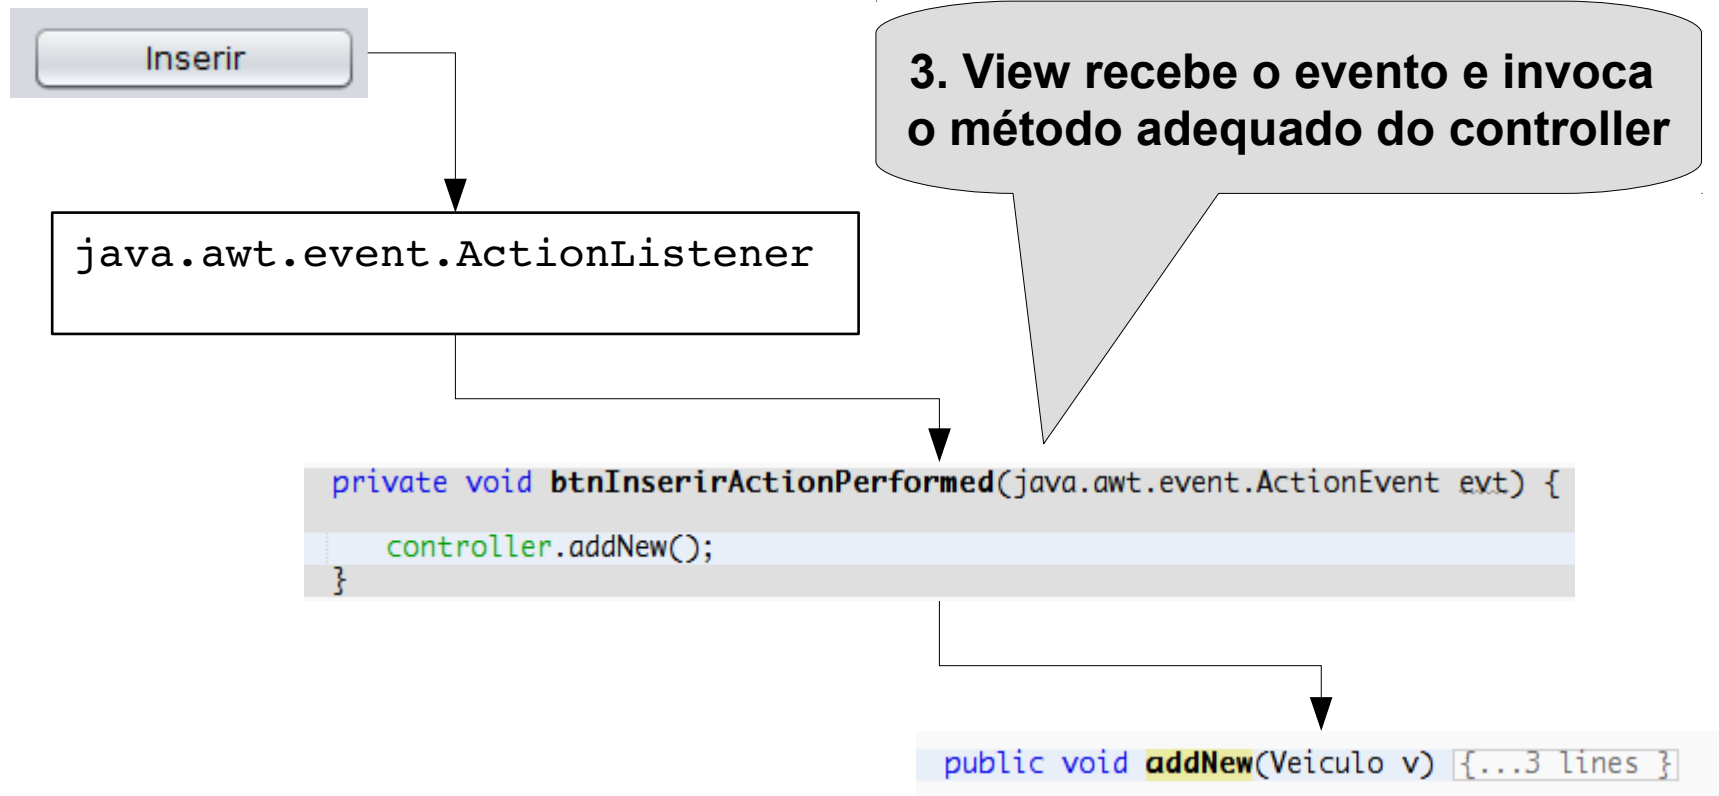 Inserir
3. View recebe o evento e invoca
o método adequado do controller
java.awt.event.ActionListener
private void btnInserirActionPerformed(java.awt.event.ActionEvent evt) {
controller.addNew();
}
public void addNew(Veiculo v) {...3 lines }